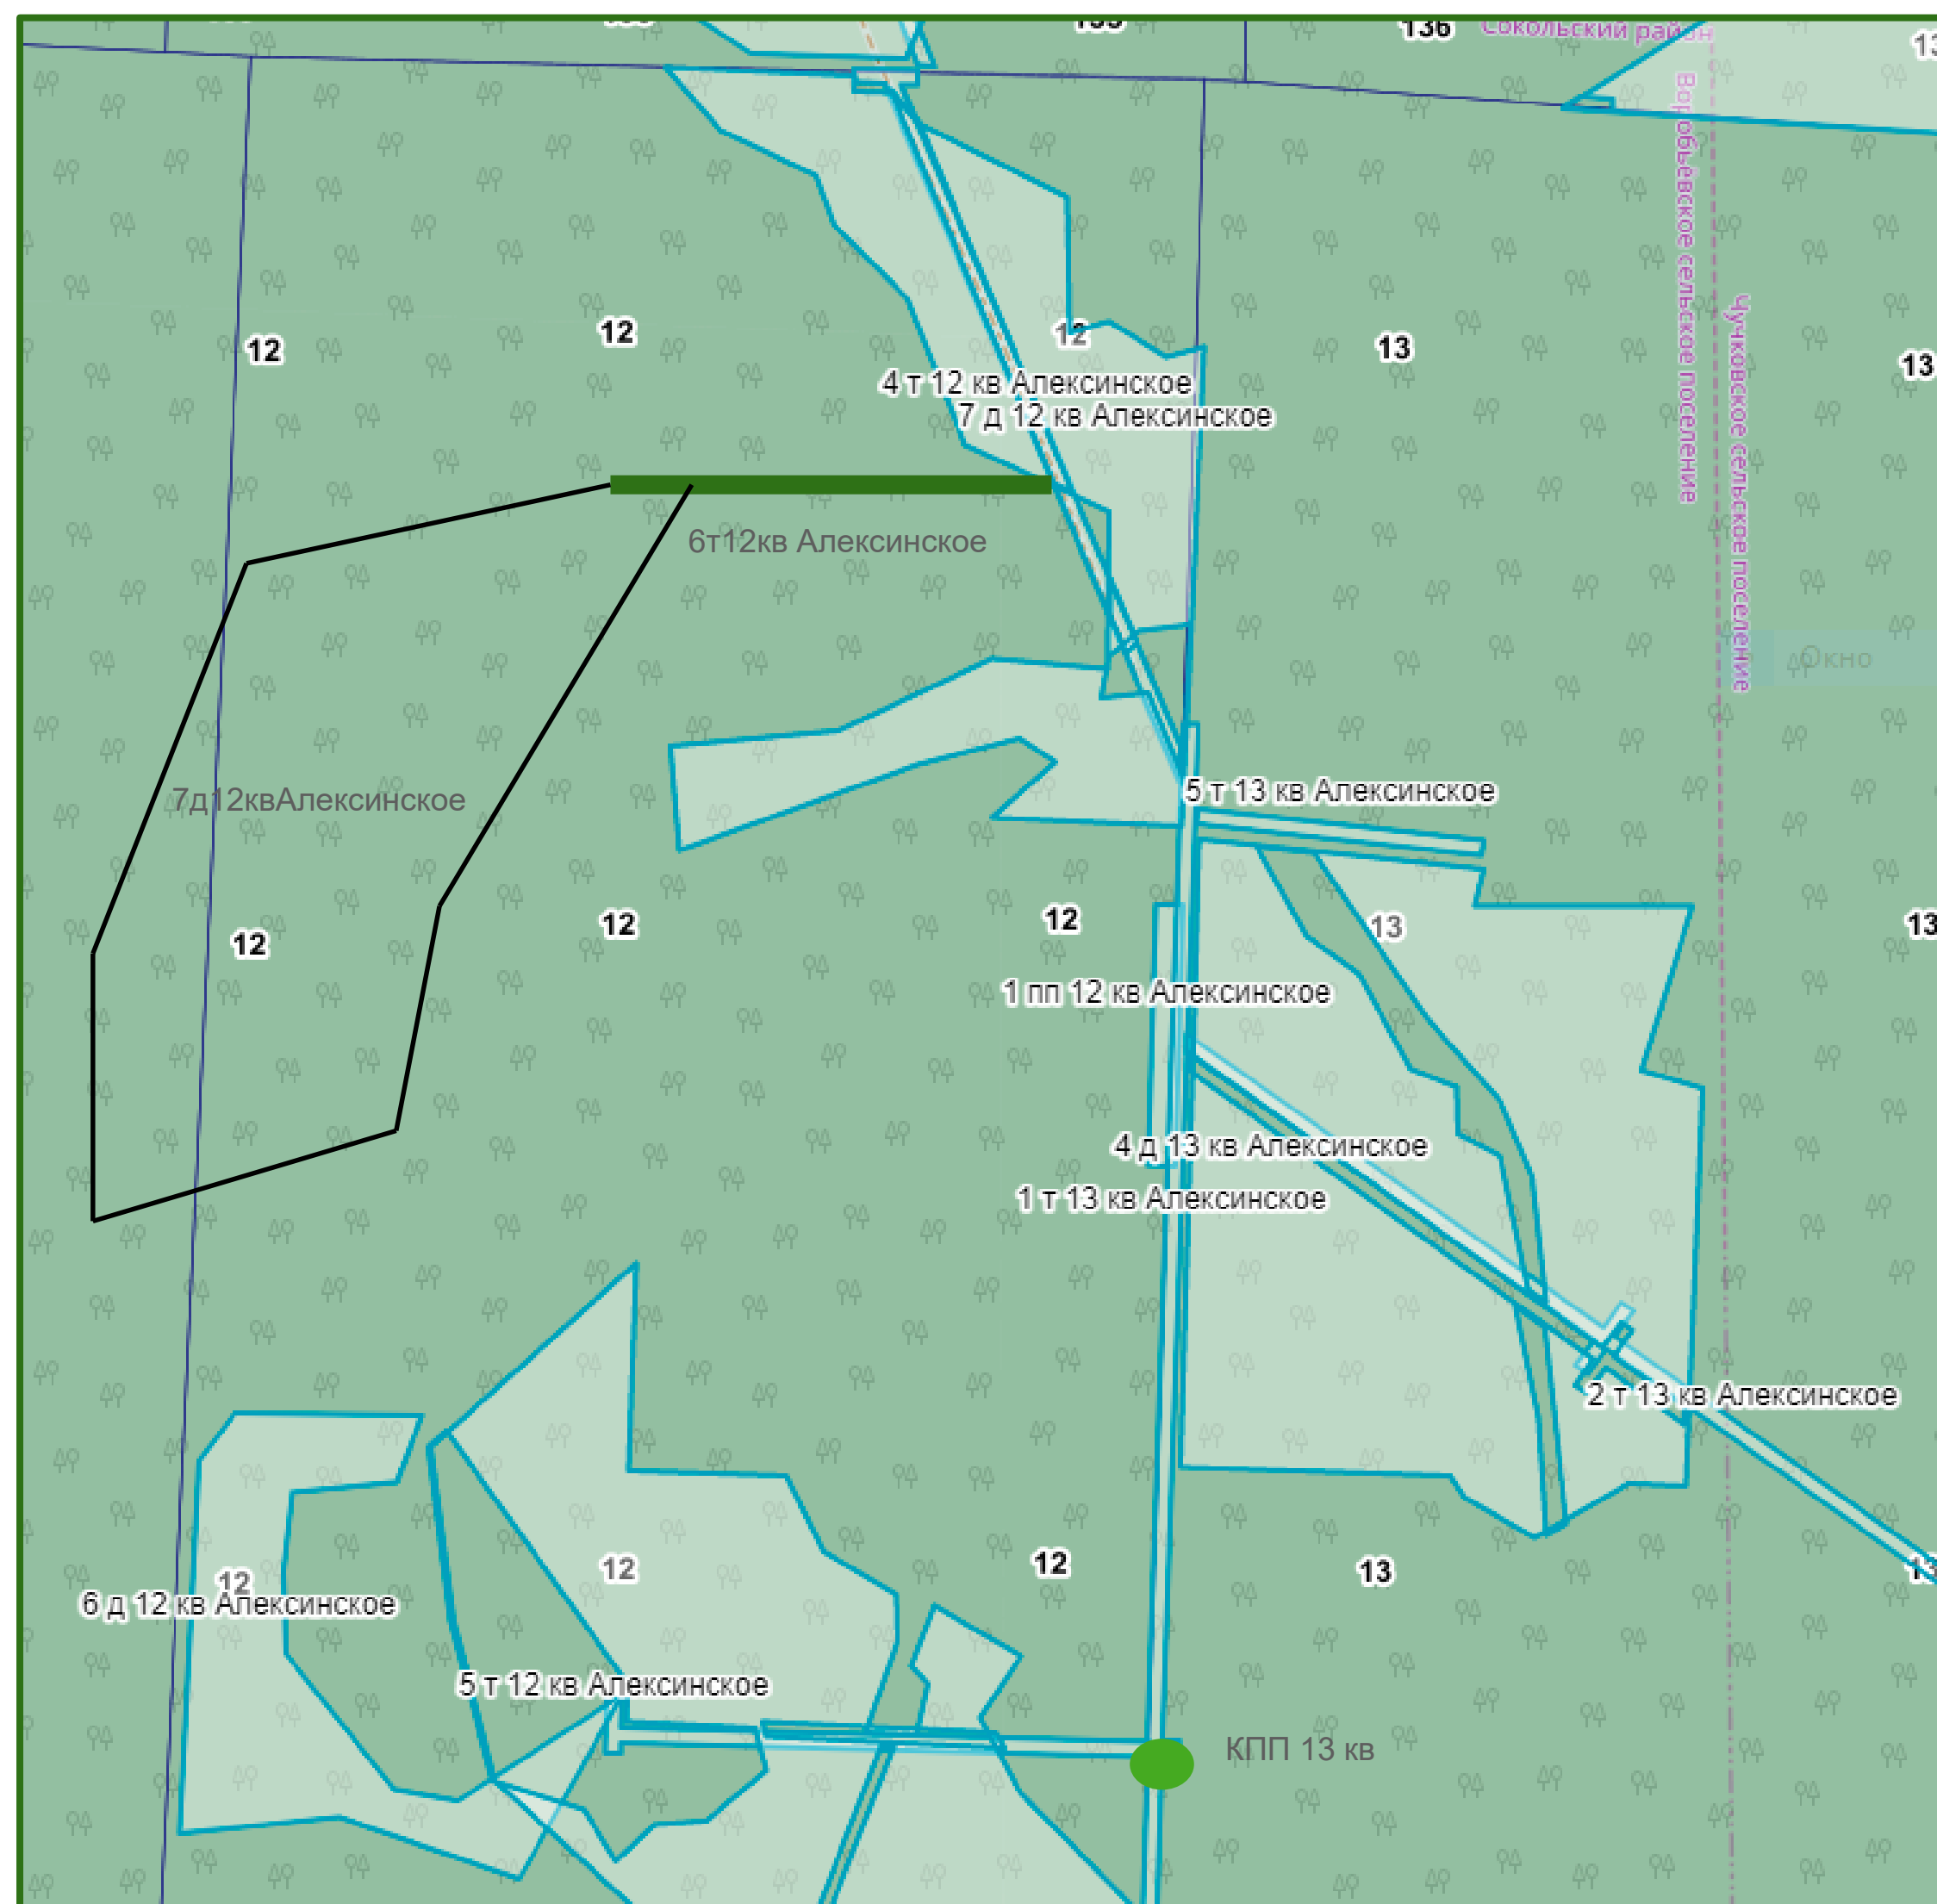 136
Сокольский район
Воробьёвское сельское поселение
Чучковское сельское поселение
12
12
12
13
13
4 т 12 кв Алексинское
7 д 12 кв Алексинское
6т12кв Алексинское
Окно
7д12квАлексинское
5 т 13 кв Алексинское
12
12
12
13
13
1 пп 12 кв Алексинское
4 д 13 кв Алексинское
1 т 13 кв Алексинское
2 т 13 кв Алексинское
12
12
12
13
13
6 д 12 кв Алексинское
5 т 12 кв Алексинское
КПП 13 кв